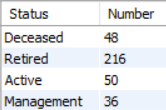 Status Number
Deceased 48
Retired 216
Active 50
Management 36